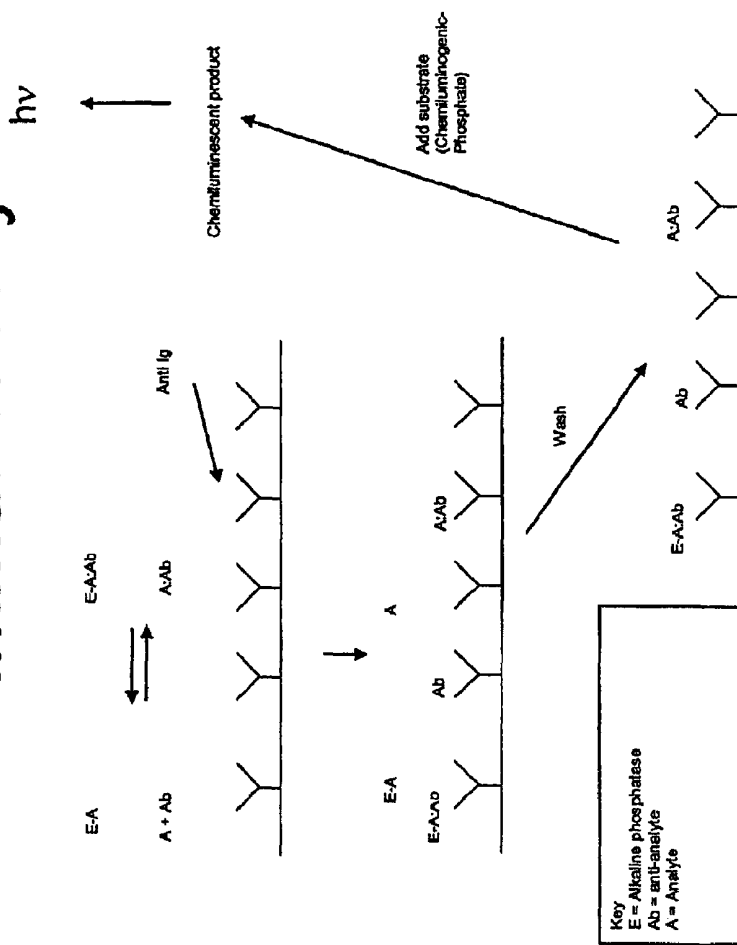 hν
E-A
E-A:Ab
A + Ab
A:Ab
Anti Ig
Chemiluminescent product
E-A
A
E-A:Ab
Ab
A:Ab
Wash
Add substrate
(Chemiluminogenic-
Phosphate)
E-A:Ab
Ab
A:Ab
Key
E = Alkaline phosphatase
Ab = anti-analyte
A = Analyte